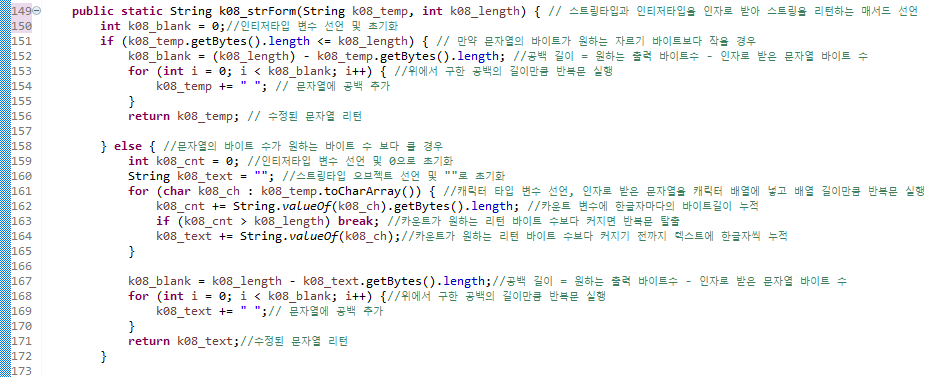 149 public static String k08_strForm(String k08_temp, int k08_length) { // 스트링타입과 인티저타입을 인자로 받아 스트링을 리턴하는 매서드 선언
150 int k08_blank = 0;//인티저타입 변수 선언 및 초기화
151 if (k08_temp.getBytes().length <= k08_length) { // 만약 문자열의 바이트가 원하는 자르기 바이트보다 작을 경우
152 k08_blank = (k08_length) - k08_temp.getBytes().length; //공백 길이 = 원하는 출력 바이트수 - 인자로 받은 문자열 바이트 수
153 for (int i = 0; i < k08_blank; i++) { //위에서 구한 공백의 길이만큼 반복문 실행
154 k08_temp += " "; // 문자열에 공백 추가
155 }
156 return k08_temp; // 수정된 문자열 리턴
157
158 } else { //문자열의 바이트 수가 원하는 바이트 수 보다 클 경우
159 int k08_cnt = 0; //인티저타입 변수 선언 및 0으로 초기화
160 String k08_text = ""; //스트링타입 오브젝트 선언 및 ""로 초기화
161 for (char k08_ch : k08_temp.toCharArray()) { //캐릭터 타입 변수 선언, 인자로 받은 문자열을 캐릭터 배열에 넣고 배열 길이만큼 반복문 실행
162 k08_cnt += String.valueOf(k08_ch).getBytes().length; //카운트 변수에 한글자마다의 바이트길이 누적
163 if (k08_cnt > k08_length) break; //카운트가 원하는 리턴 바이트 수보다 커지면 반복문 탈출
164 k08_text += String.valueOf(k08_ch);//카운트가 원하는 리턴 바이트 수보다 커지기 전까지 텍스트에 한글자씩 누적
165 }
166
167 k08_blank = k08_length - k08_text.getBytes().length;//공백 길이 = 원하는 출력 바이트수 - 인자로 받은 문자열 바이트 수
168 for (int i = 0; i < k08_blank; i++) {//위에서 구한 공백의 길이만큼 반복문 실행
169 k08_text += " ";// 문자열에 공백 추가
170 }
171 return k08_text;//수정된 문자열 리턴
172 }
173